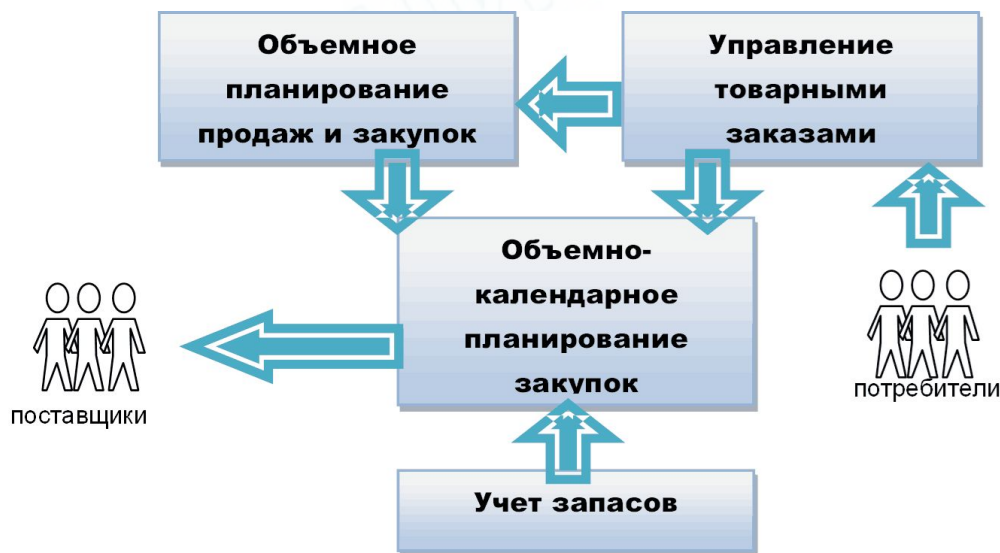 Объемное
планирование
продаж и закупок
Управление
товарными
заказами
Объемно-
календарное
планирование
закупок
поставщики
потребители
Учет запасов